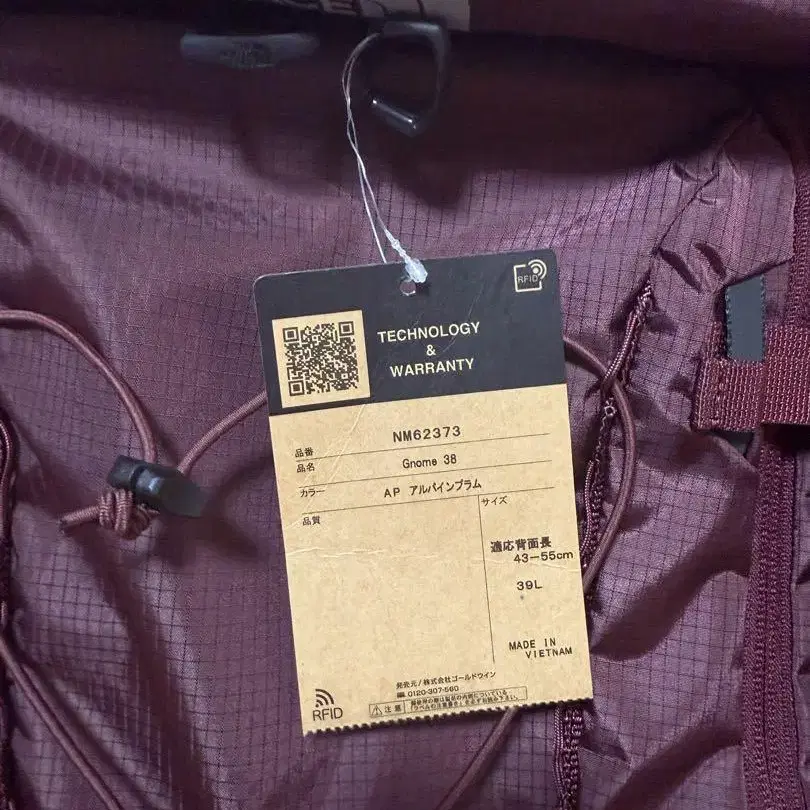 RFID
TECHNOLOGY
&
WARRANTY
品番 NM62373
品名 Gnome 38
カラー AP アルパインプラム
品質
サイズ
適応背面長
43-55cm
39L
MADE IN
VIETNAM
発売元/株式会社ゴールドウイン
0120-307-560
RFID
注意